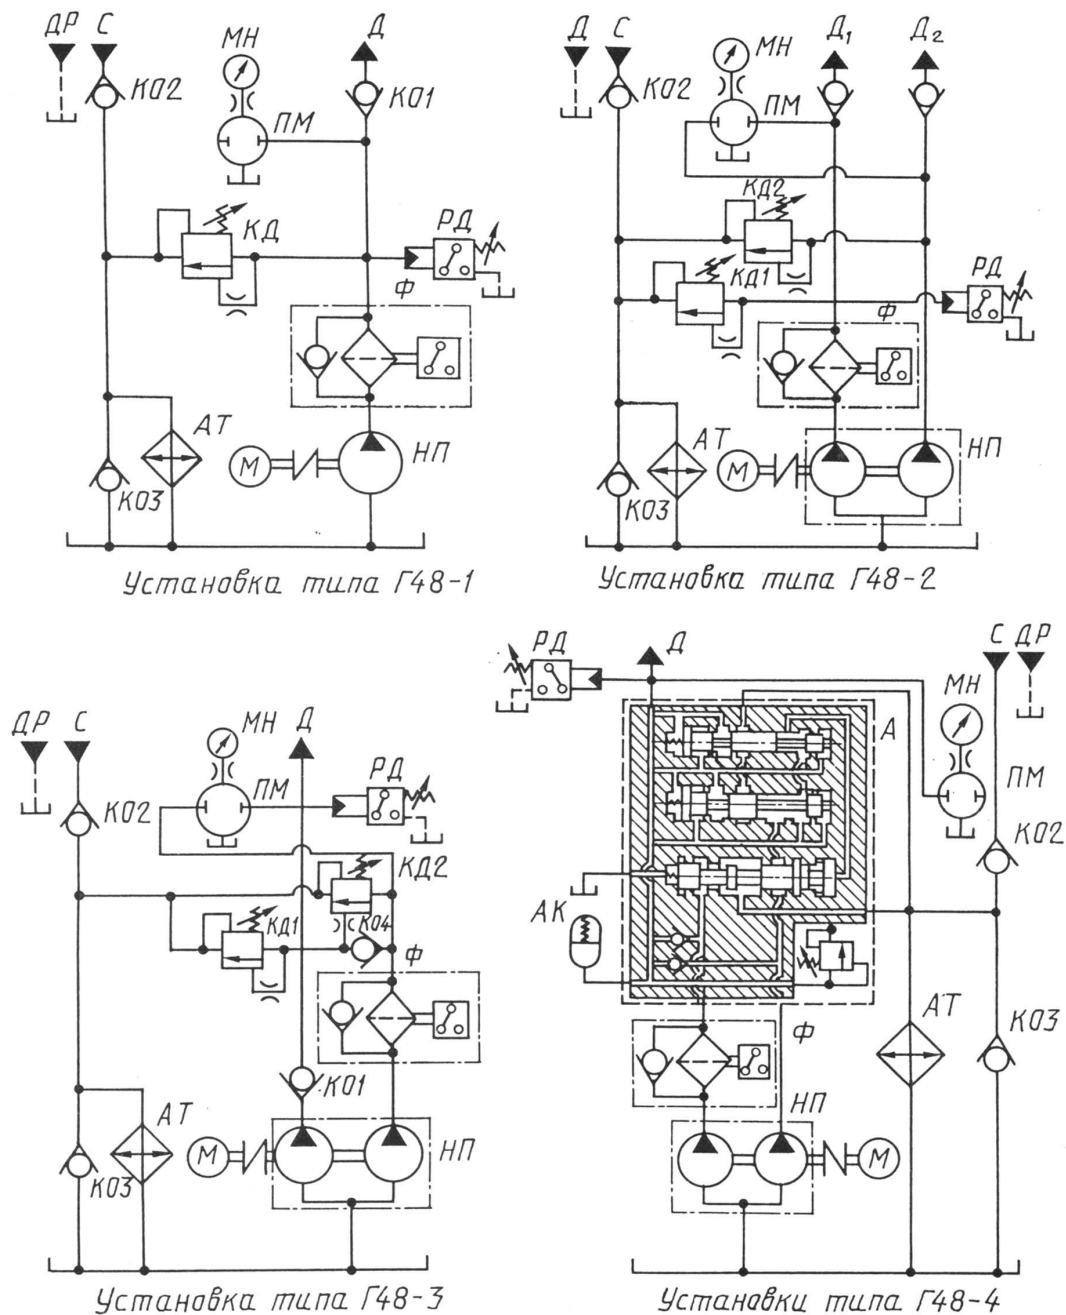 ДР С МН Д
КО2 КО1
ПМ
КД РД
Ф
АТ
М НП
КО3
Установка типа Г48-1
Д С МН Д1 Д2
КО2 ПМ
КД2
КД1 РД
Ф
АТ
М НП
КО3
Установка типа Г48-2
ДР С МН Д
ПМ РД
КО2
КД2
КД1 КО4
Ф
КО1
АТ
М НП
КО3
Установка типа Г48-3
РД Д С ДР
МН
А
ПМ
КО2
АК
Ф АТ КО3
НП
М
Установки типа Г48-4